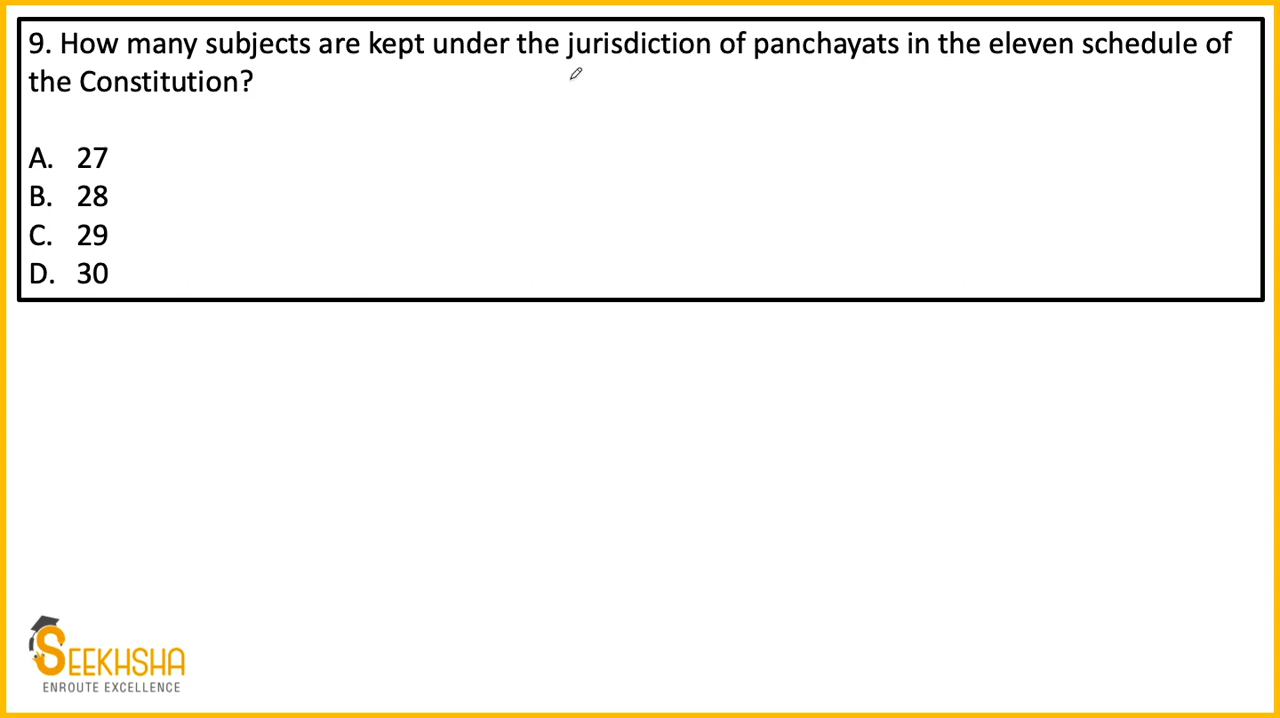 9. How many subjects are kept under the jurisdiction of panchayats in the eleven schedule of
the Constitution?
A. 27
B. 28
C. 29
D. 30
SEEKHSHA
ENROUTE EXCELLENCE